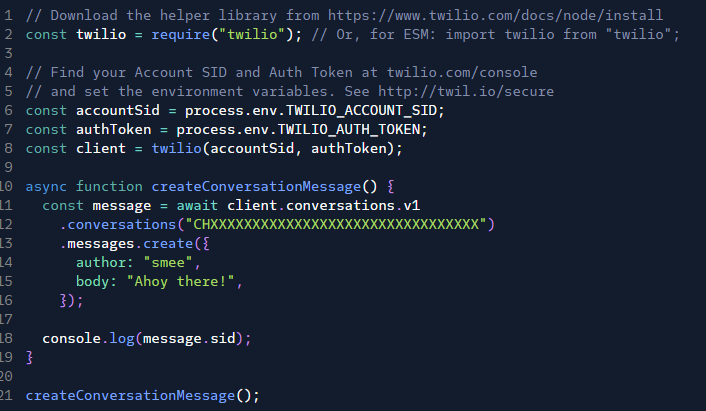 1 // Download the helper library from https://www.twilio.com/docs/node/install
2 const twilio = require("twilio"); // Or, for ESM: import twilio from "twilio";
3
4 // Find your Account SID and Auth Token at twilio.com/console
5 // and set the environment variables. See http://twil.io/secure
6 const accountSid = process.env.TWILIO_ACCOUNT_SID;
7 const authToken = process.env.TWILIO_AUTH_TOKEN;
8 const client = twilio(accountSid, authToken);
9
10 async function createConversationMessage() {
11   const message = await client.conversations.v1
12     .conversations("CHXXXXXXXXXXXXXXXXXXXXXXXXXXXXXXXX")
13     .messages.create({
14       author: "smee",
15       body: "Ahoy there!",
16     });
17
18   console.log(message.sid);
19 }
20
21 createConversationMessage();